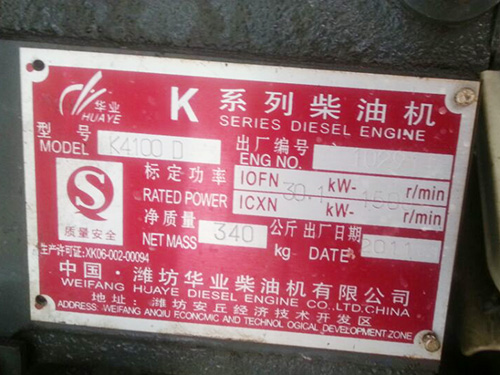 华业
HUAYE
K 系列柴油机
SERIES DIESEL ENGINE
型号
MODEL K4100 D
出厂编号
ENG NO.
标定功率
RATED POWER
IOFN 30.1 kW- r/min
ICXN kW- r/min
质量安全
净质量
NET MASS 340 公斤 kg
出厂日期
DATE 2011
生产许可证:XK06-002-00094
中国·潍坊华业柴油机有限公司
WEIFANG HUAYE DIESEL ENGINE CO.,LTD.CHINA
地址:潍坊安丘经济技术开发区
ADDRESS: WEIFANG ANQIU ECONCMIC AND TECHNOLOGICAL DEVELOPMENT ZONE